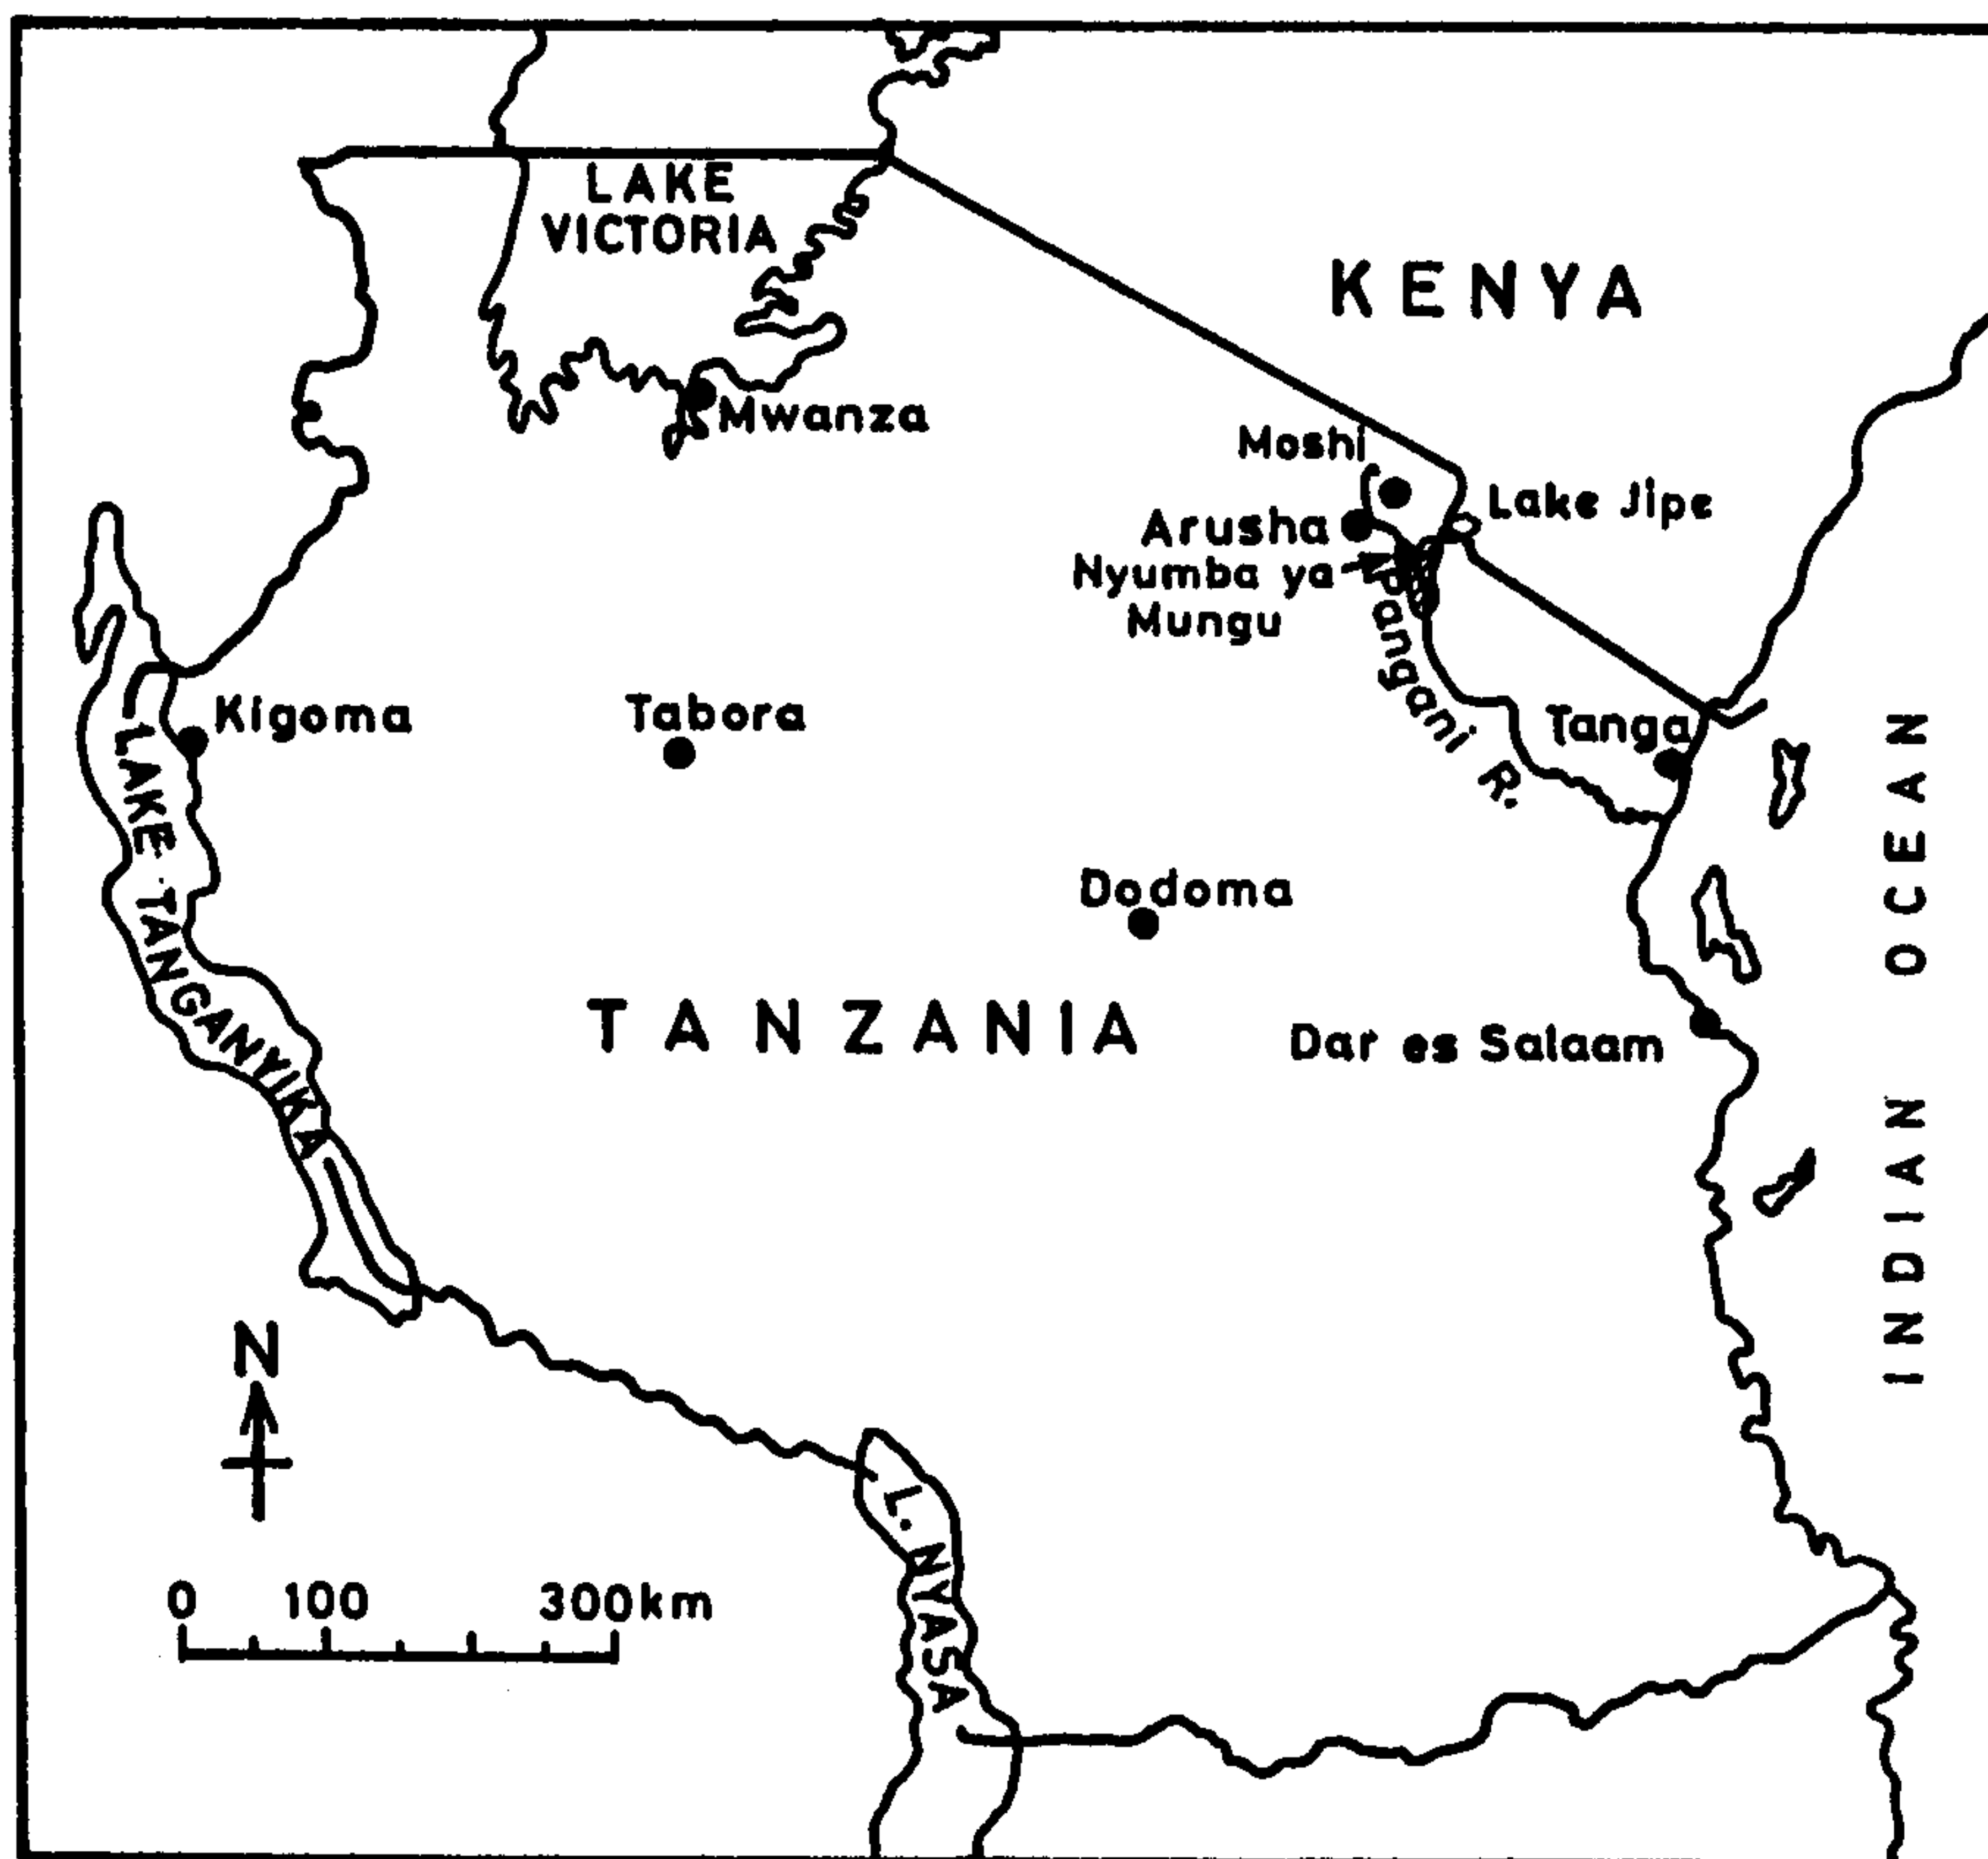 LAKE
VICTORIA
KENYA
Mwanza
Moshi
Lake Jipe
Arusha
Nyumba ya
Mungu
Pangani R.
Kigoma
Tabora
Tanga
LAKE TANGANYIKA
Dodoma
TANZANIA
Dar es Salaam
INDIAN OCEAN
N
L. NYASA
0 100 300km